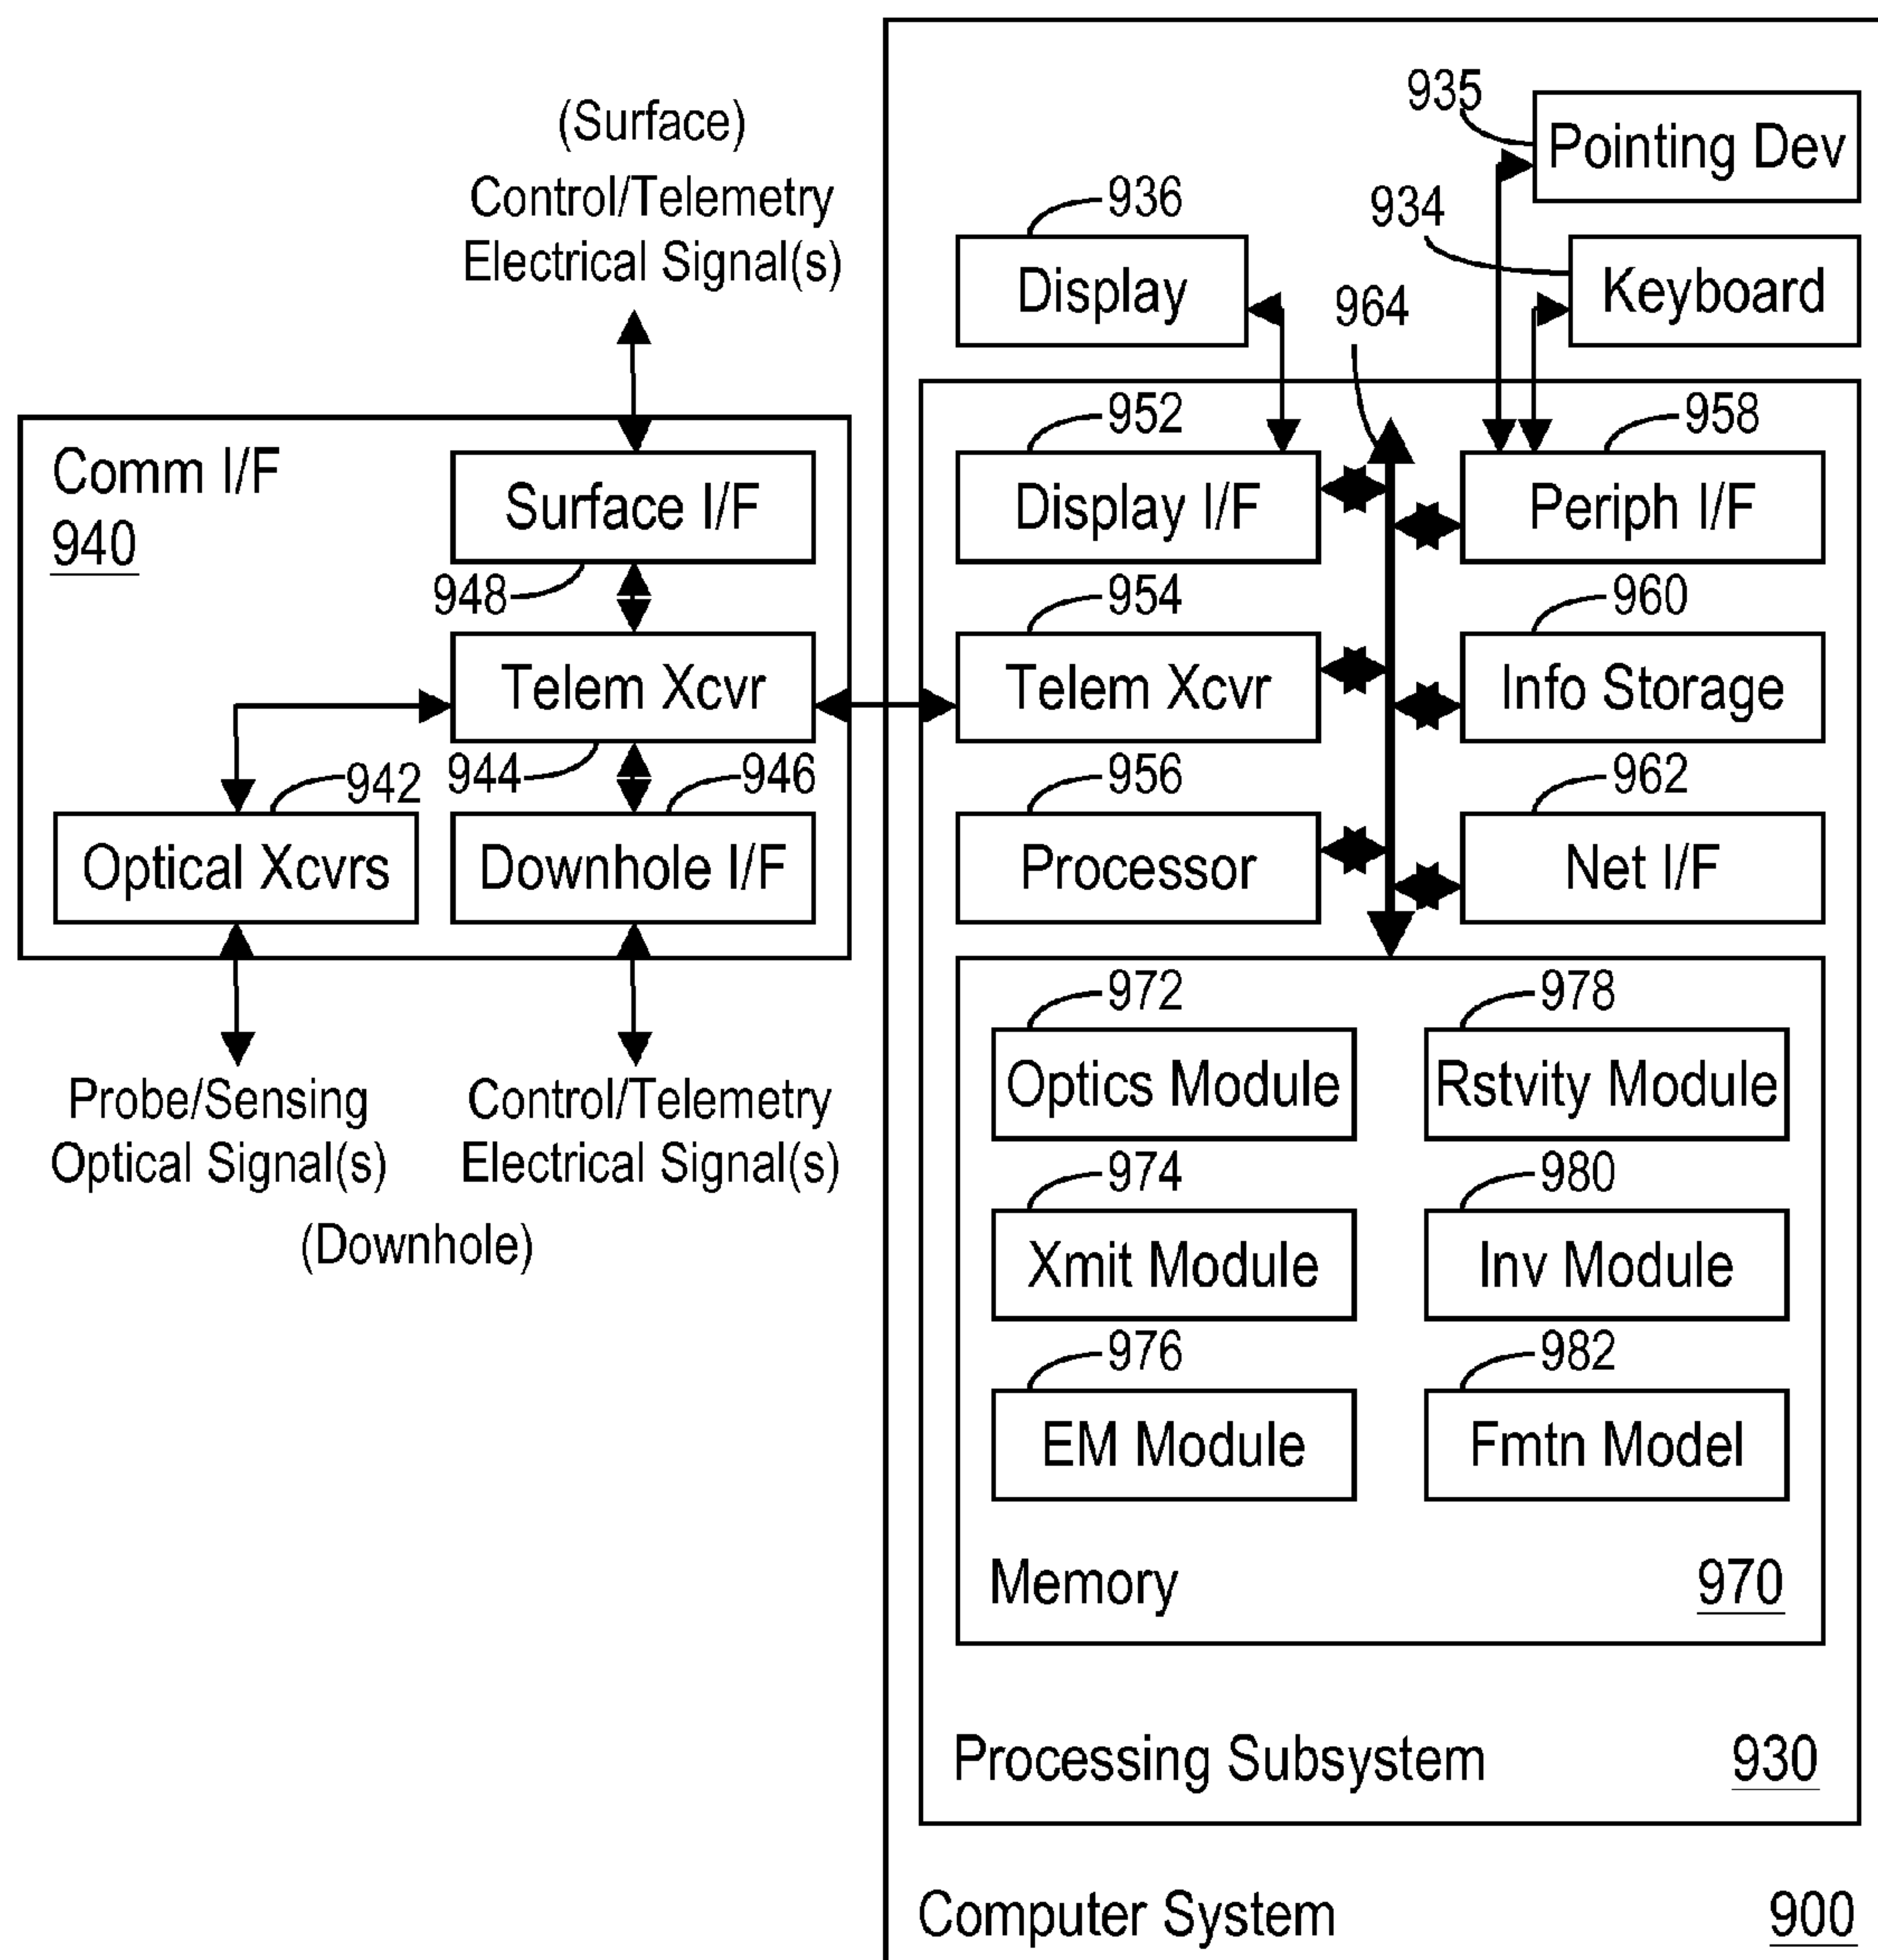 (Surface)
Control/Telemetry
Electrical Signal(s)
Comm I/F
940
Surface I/F
948
Telem Xcvr
944
942
946
Optical Xcvrs
Downhole I/F
Probe/Sensing
Optical Signal(s)
Control/Telemetry
Electrical Signal(s)
(Downhole)
935
Pointing Dev
936
934
Display
Keyboard
964
952
958
Display I/F
Periph I/F
954
960
Telem Xcvr
Info Storage
956
962
Processor
Net I/F
972
978
Optics Module
Rstvity Module
974
980
Xmit Module
Inv Module
976
982
EM Module
Fmtn Model
Memory
970
Processing Subsystem
930
Computer System
900